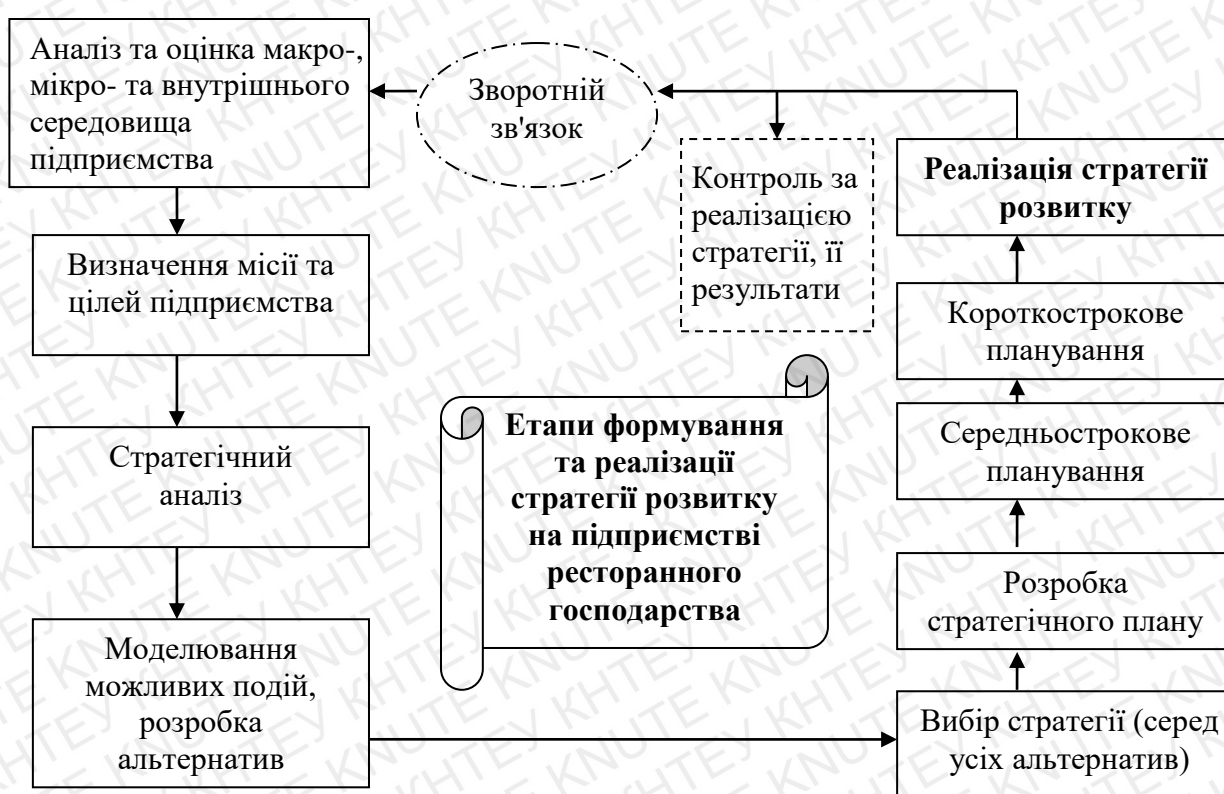 Аналіз та оцінка макро-,
мікро- та внутрішнього
середовища
підприємства
Зворотній
зв'язок
Контроль за
реалізацією
стратегії, її
результати
Реалізація стратегії
розвитку
Визначення місії та
цілей підприємства
Короткострокове
планування
Етапи формування
та реалізації
стратегії розвитку
на підприємстві
ресторанного
господарства
Середньострокове
планування
Стратегічний
аналіз
Розробка
стратегічного плану
Моделювання
можливих подій,
розробка
альтернатив
Вибір стратегії (серед
усіх альтернатив)